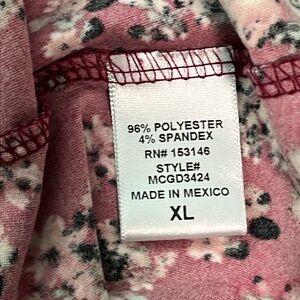 96% POLYESTER
4% SPANDEX
RN# 153146
STYLE#
MCGD3424
MADE IN MEXICO
XL